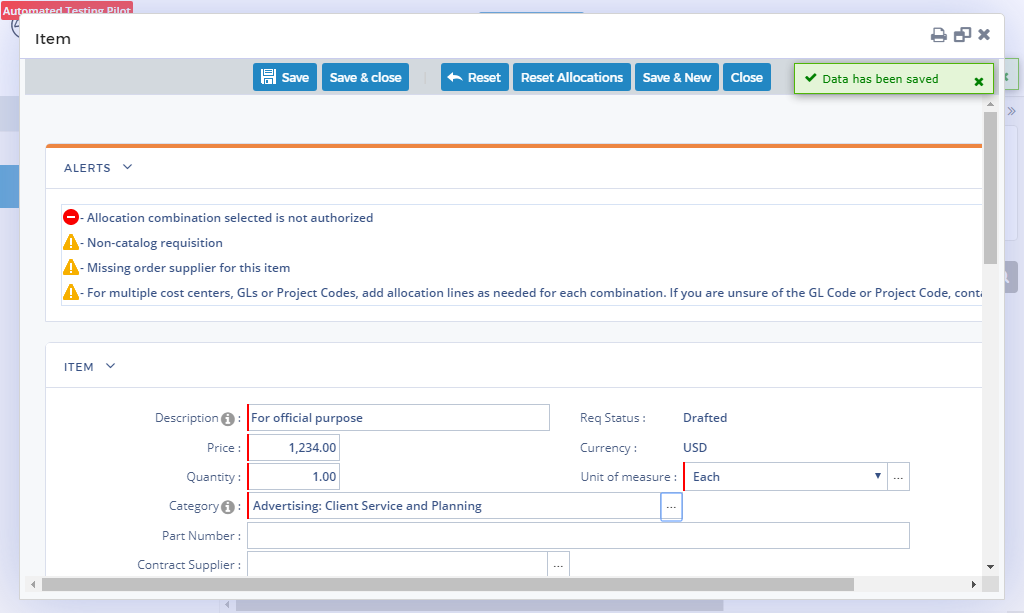 Automated Testing Pilot
Item
Save
Save & close
Reset
Reset Allocations
Save & New
Close
Data has been saved
ALERTS
- Allocation combination selected is not authorized
- Non-catalog requisition
- Missing order supplier for this item
- For multiple cost centers, GLs or Project Codes, add allocation lines as needed for each combination. If you are unsure of the GL Code or Project Code, conta
ITEM
Description : For official purpose Req Status : Drafted
Price : 1,234.00 Currency : USD
Quantity : 1.00 Unit of measure : Each ...
Category : Advertising: Client Service and Planning ...
Part Number :
Contract Supplier : ...